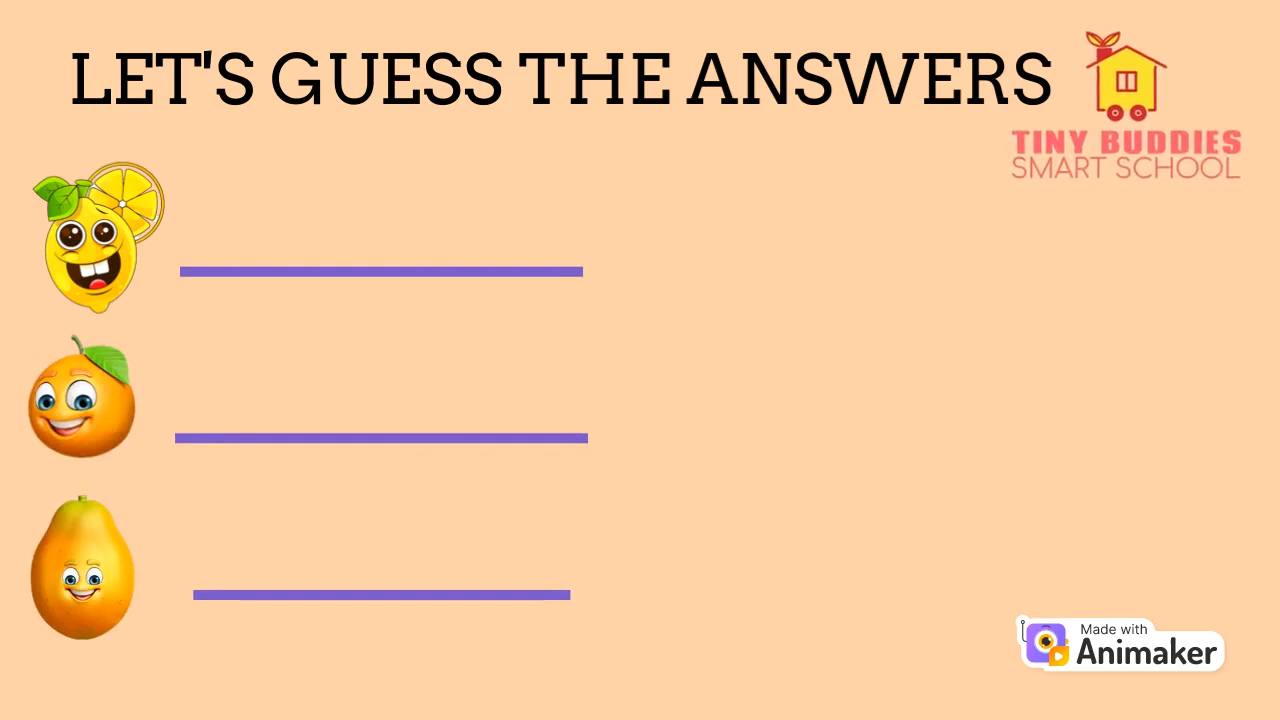 LET'S GUESS THE ANSWERS
TINY BUDDIES
SMART SCHOOL
Made with
Animaker